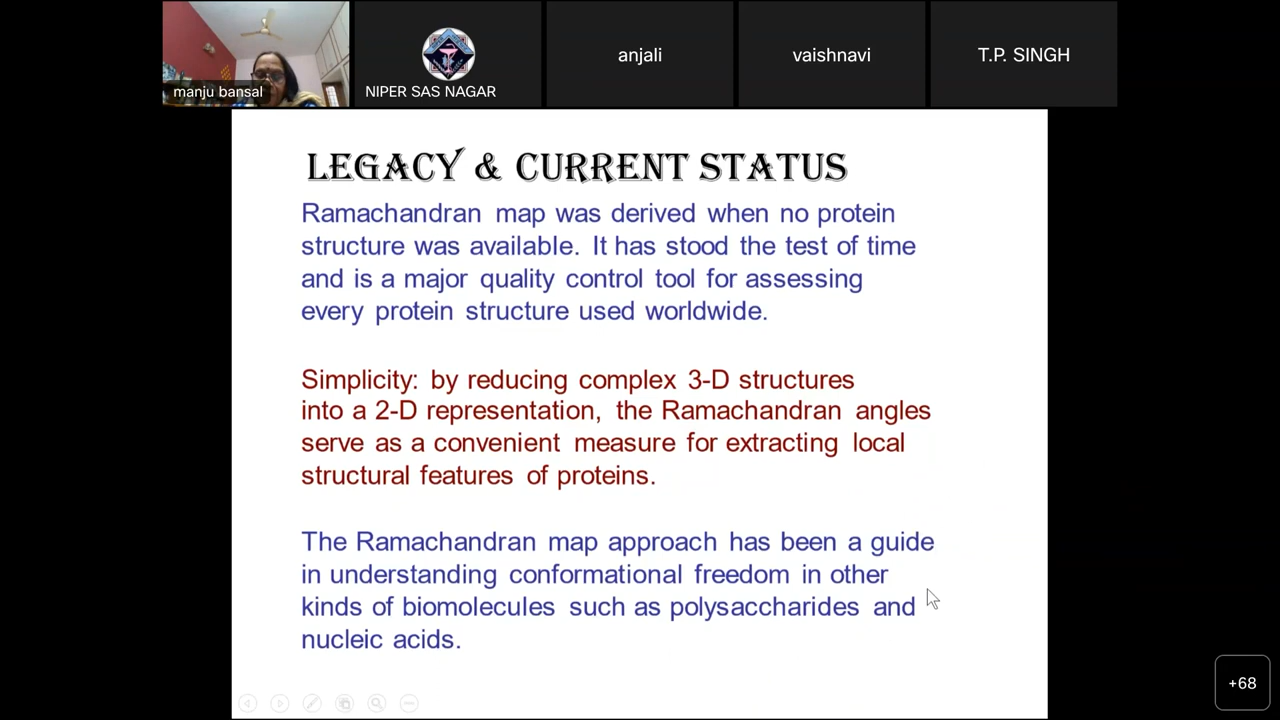 manju bansal
NIPER SAS NAGAR
anjali
vaishnavi
T.P. SINGH
LEGACY & CURRENT STATUS
Ramachandran map was derived when no protein
structure was available. It has stood the test of time
and is a major quality control tool for assessing
every protein structure used worldwide.
Simplicity: by reducing complex 3-D structures
into a 2-D representation, the Ramachandran angles
serve as a convenient measure for extracting local
structural features of proteins.
The Ramachandran map approach has been a guide
in understanding conformational freedom in other
kinds of biomolecules such as polysaccharides and
nucleic acids.
+68